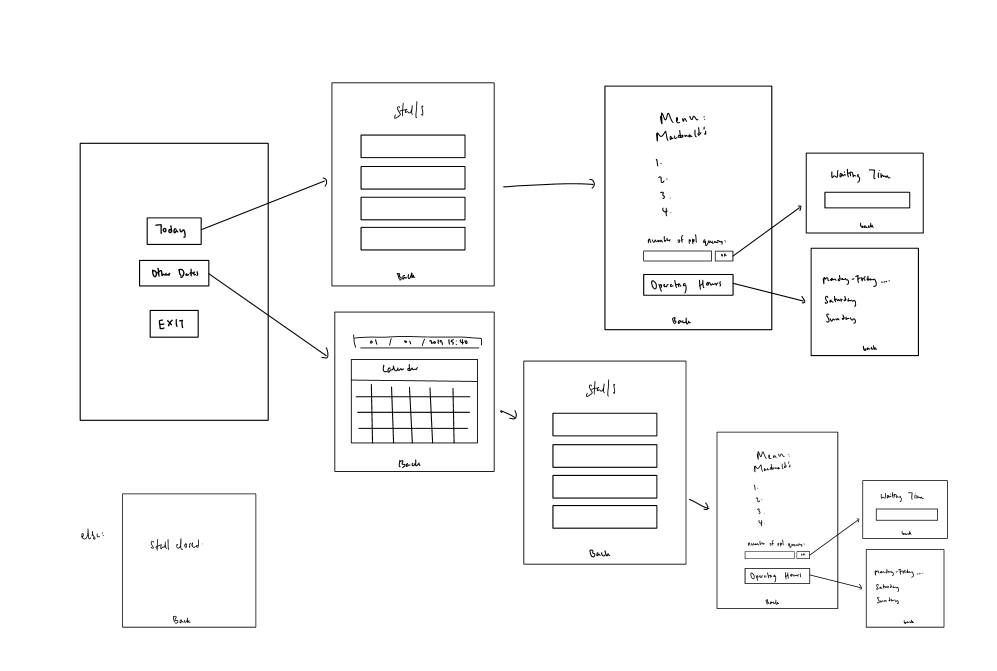 Today
Other Dates
EXIT
Stalls
Back
01 / 01 / 2019 15:40
Calendar
Back
Menu:
Macdonald's
1.
2.
3.
4.
number of ppl queuing:
OK
Operating Hours
Back
Waiting Time
back
Monday-Friday ....
Saturday
Sunday
back
Stalls
Back
Menu:
Macdonald's
1.
2.
3.
4.
number of ppl queuing:
OK
Operating Hours
Back
Waiting Time
back
Monday-Friday ....
Saturday
Sunday
back
else:
Stall closed.
Back